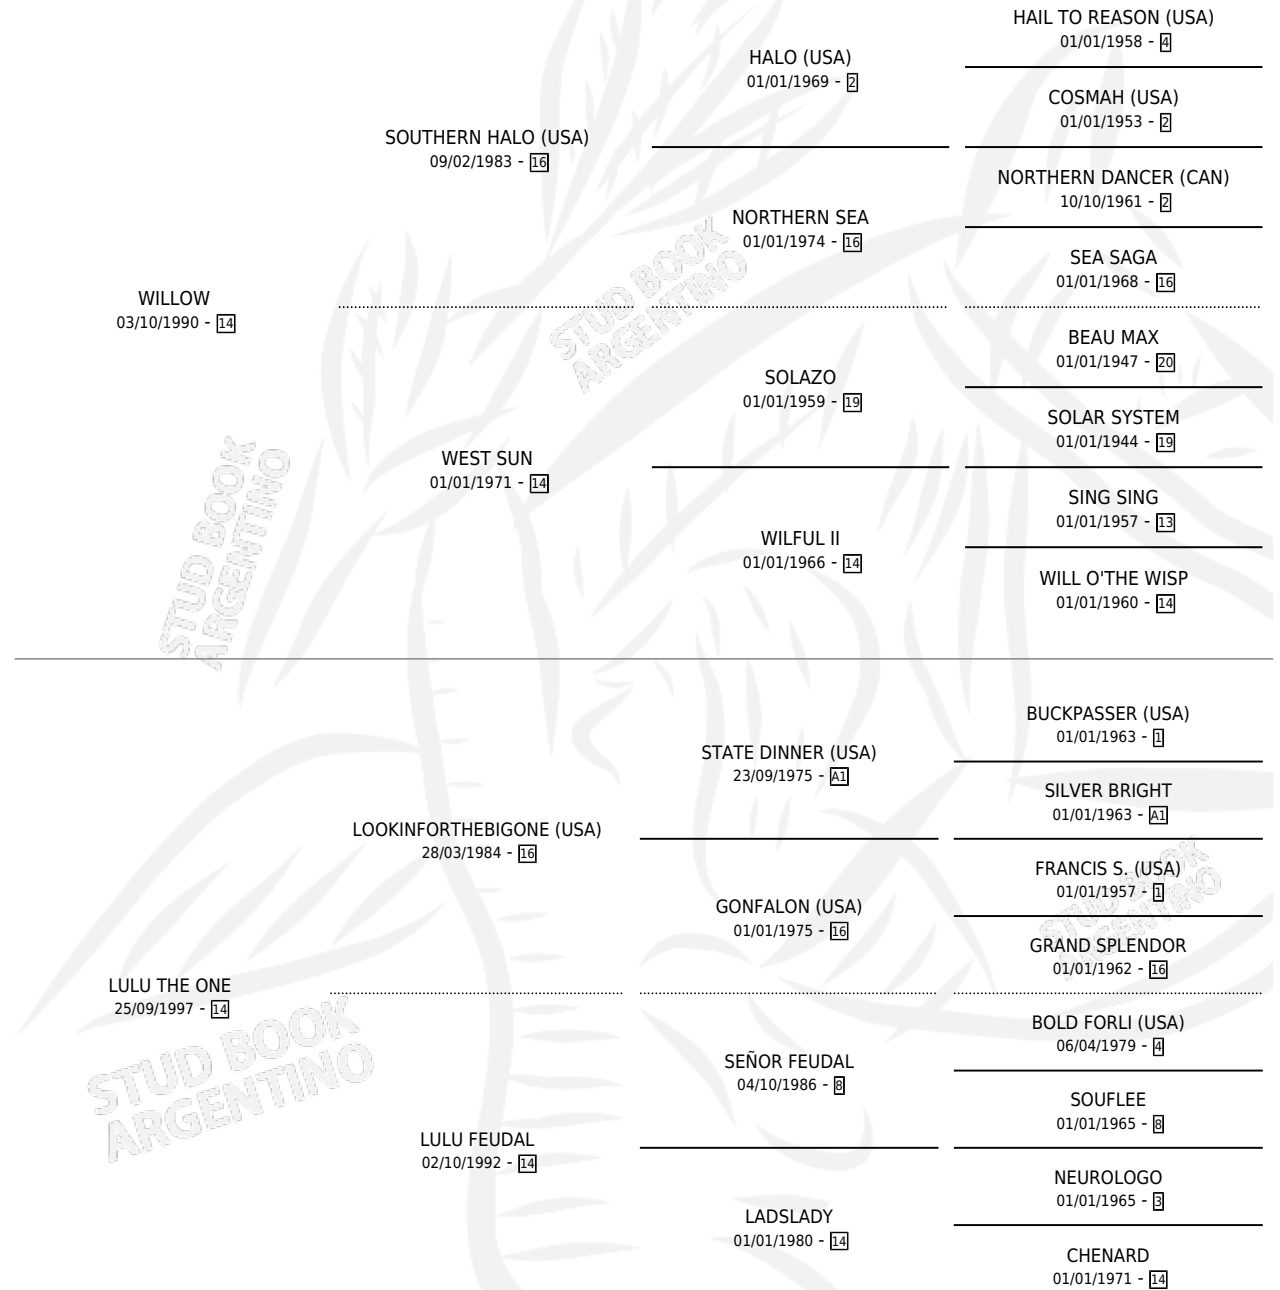 HAIL TO REASON (USA)
01/01/1958 - 4
HALO (USA)
01/01/1969 - 2
COSMAH (USA)
01/01/1953 - 2
SOUTHERN HALO (USA)
09/02/1983 - 16
NORTHERN DANCER (CAN)
10/10/1961 - 2
NORTHERN SEA
01/01/1974 - 16
SEA SAGA
01/01/1968 - 16
WILLOW
03/10/1990 - 14
BEAU MAX
01/01/1947 - 20
SOLAZO
01/01/1959 - 19
SOLAR SYSTEM
01/01/1944 - 19
WEST SUN
01/01/1971 - 14
SING SING
01/01/1957 - 13
WILFUL II
01/01/1966 - 14
WILL O'THE WISP
01/01/1960 - 14
BUCKPASSER (USA)
01/01/1963 - 1
STATE DINNER (USA)
23/09/1975 - A1
SILVER BRIGHT
01/01/1963 - A1
LOOKINFORTHEBIGONE (USA)
28/03/1984 - 16
FRANCIS S. (USA)
01/01/1957 - 1
GONFALON (USA)
01/01/1975 - 16
GRAND SPLENDOR
01/01/1962 - 16
LULU THE ONE
25/09/1997 - 14
BOLD FORLI (USA)
06/04/1979 - 4
SEÑOR FEUDAL
04/10/1986 - 8
SOUFLEE
01/01/1965 - 8
LULU FEUDAL
02/10/1992 - 14
NEUROLOGO
01/01/1965 - 3
LADSLADY
01/01/1980 - 14
CHENARD
01/01/1971 - 14
STUD BOOK
ARGENTINO
STUD BOOK
ARGENTINO
STUD BOOK
ARGENTINO
STUD BOOK
ARGENTINO